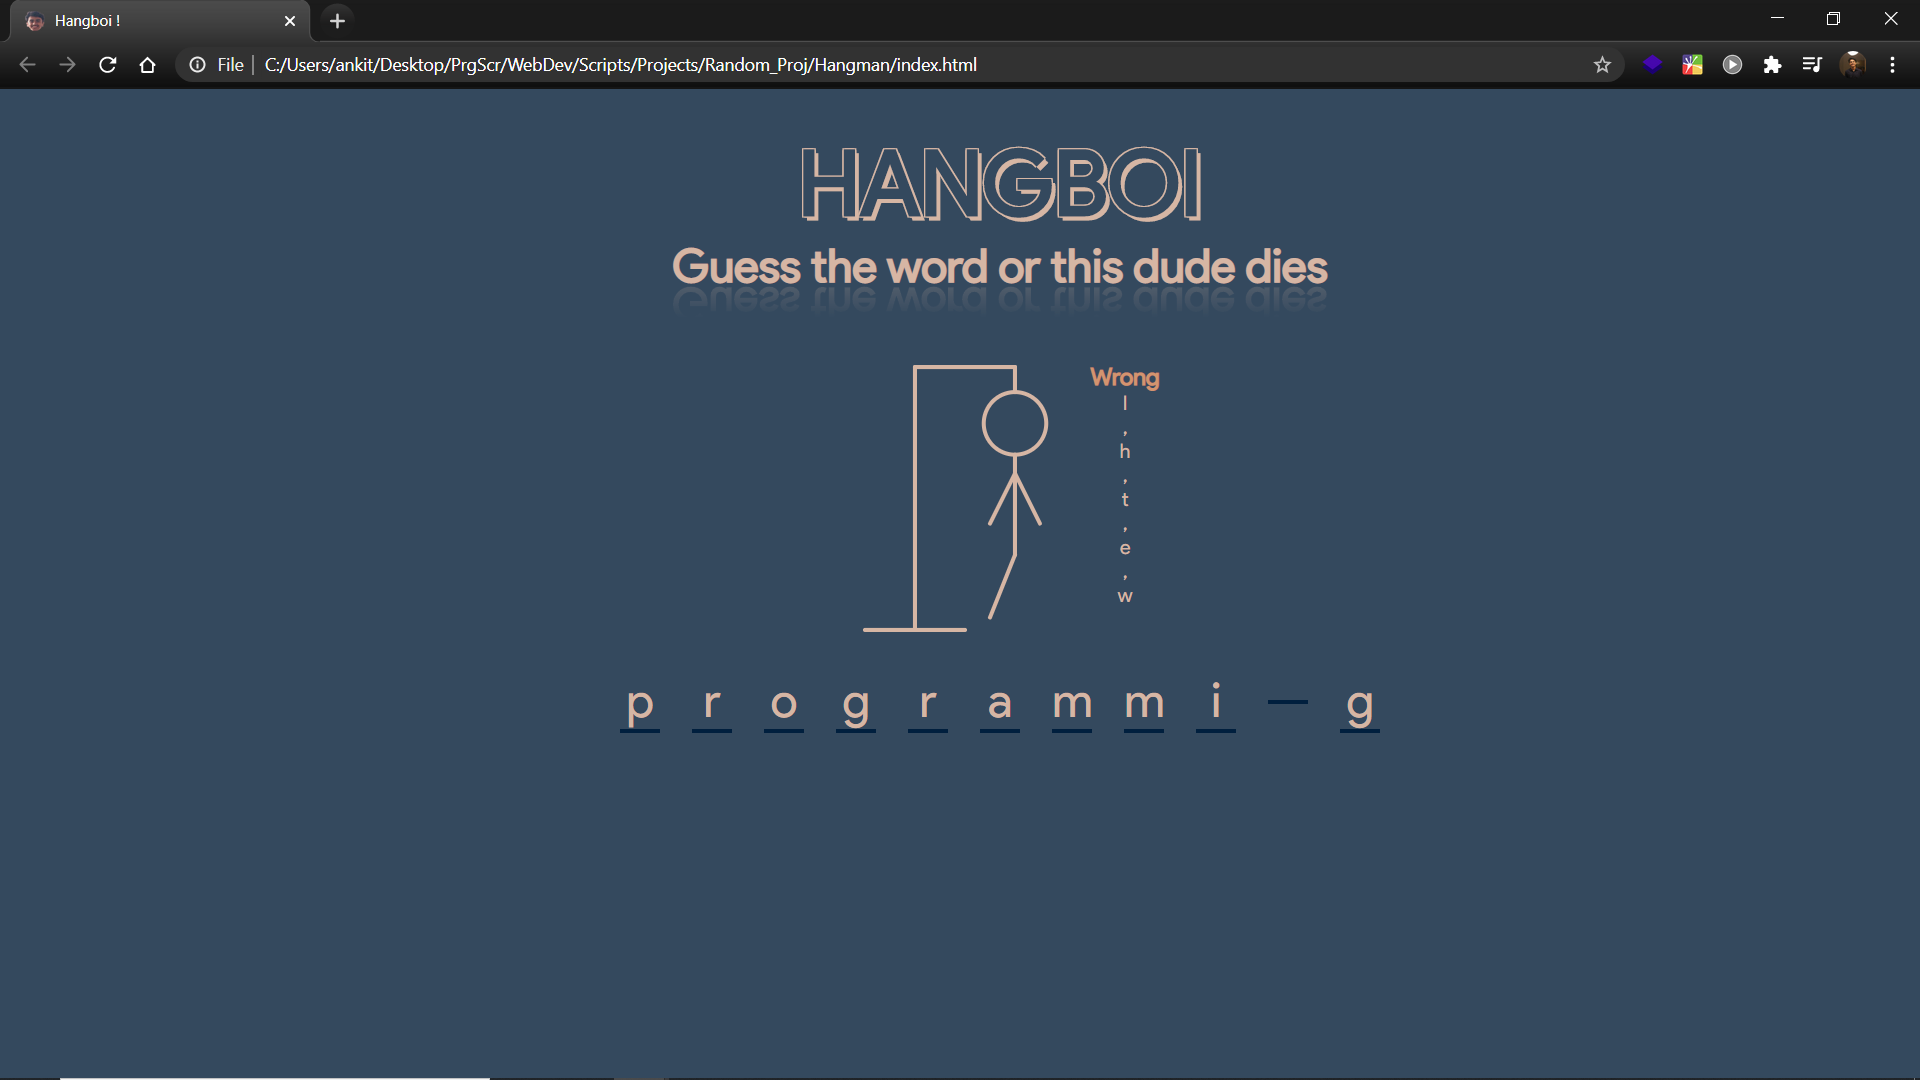 Hangboi !
File
C:/Users/ankit/Desktop/PrgScr/WebDev/Scripts/Projects/Random_Proj/Hangman/index.html
HANGBOI
Guess the word or this dude dies
Wrong
l
,
h
,
t
,
e
,
w
p r o g r a m m i g